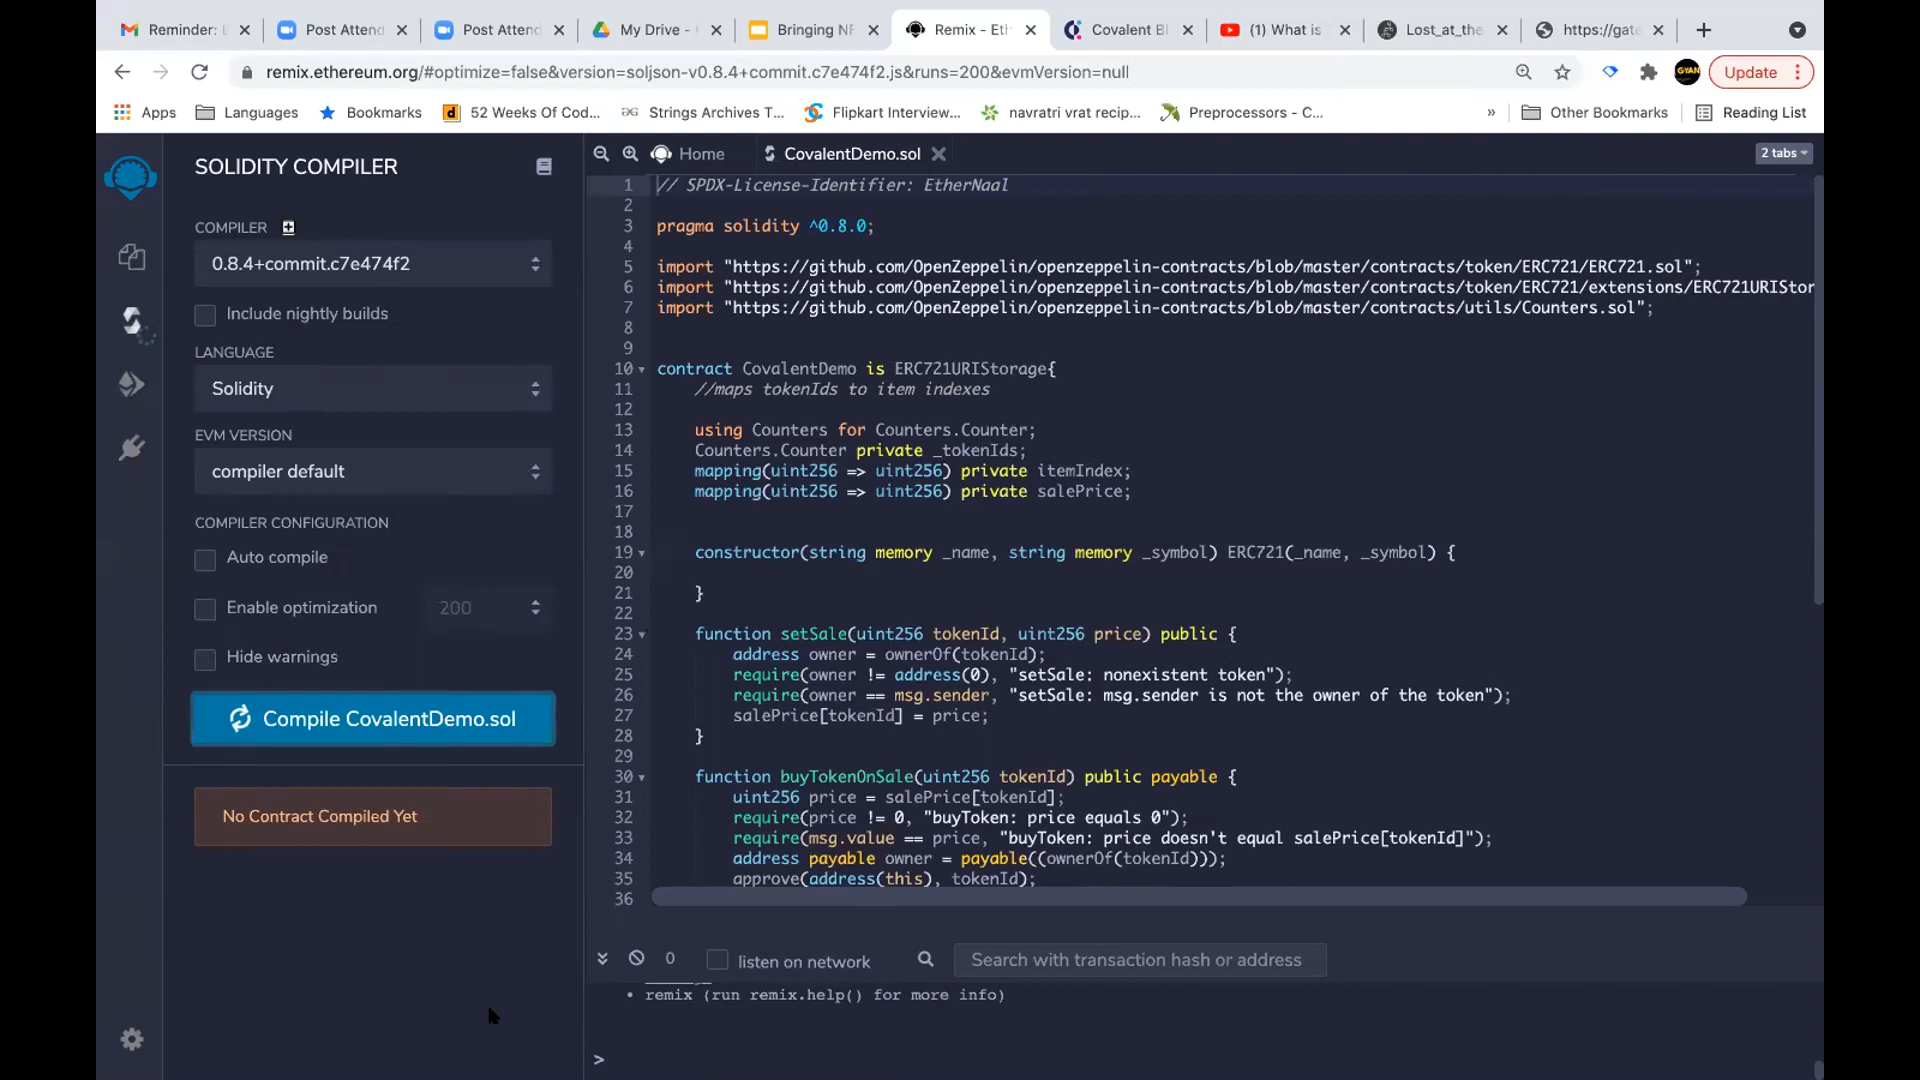 Reminder: L
Post Attend
Post Attend
My Drive -
Bringing NF
Remix - Eth
Covalent Bl
(1) What is
Lost_at_the
https://gate
remix.ethereum.org/#optimize=false&version=soljson-v0.8.4+commit.c7e474f2.js&runs=200&evmVersion=null
GYAN
Update
Apps
Languages
Bookmarks
52 Weeks Of Cod...
Strings Archives T...
Flipkart Interview...
navratri vrat recip...
Preprocessors - C...
»
Other Bookmarks
Reading List
SOLIDITY COMPILER
COMPILER
0.8.4+commit.c7e474f2
Include nightly builds
LANGUAGE
Solidity
EVM VERSION
compiler default
COMPILER CONFIGURATION
Auto compile
Enable optimization
200
Hide warnings
Compile CovalentDemo.sol
No Contract Compiled Yet
Home
CovalentDemo.sol
2 tabs
1 // SPDX-License-Identifier: EtherNaal
2
3 pragma solidity ^0.8.0;
4
5 import "https://github.com/OpenZeppelin/openzeppelin-contracts/blob/master/contracts/token/ERC721/ERC721.sol";
6 import "https://github.com/OpenZeppelin/openzeppelin-contracts/blob/master/contracts/token/ERC721/extensions/ERC721URIStor
7 import "https://github.com/OpenZeppelin/openzeppelin-contracts/blob/master/contracts/utils/Counters.sol";
8
9
10 contract CovalentDemo is ERC721URIStorage{
11 //maps tokenIds to item indexes
12
13 using Counters for Counters.Counter;
14 Counters.Counter private _tokenIds;
15 mapping(uint256 => uint256) private itemIndex;
16 mapping(uint256 => uint256) private salePrice;
17
18
19 constructor(string memory _name, string memory _symbol) ERC721(_name, _symbol) {
20
21 }
22
23 function setSale(uint256 tokenId, uint256 price) public {
24 address owner = ownerOf(tokenId);
25 require(owner != address(0), "setSale: nonexistent token");
26 require(owner == msg.sender, "setSale: msg.sender is not the owner of the token");
27 salePrice[tokenId] = price;
28 }
29
30 function buyTokenOnSale(uint256 tokenId) public payable {
31 uint256 price = salePrice[tokenId];
32 require(price != 0, "buyToken: price equals 0");
33 require(msg.value == price, "buyToken: price doesn't equal salePrice[tokenId]");
34 address payable owner = payable((ownerOf(tokenId)));
35 approve(address(this), tokenId);
36
0
listen on network
Search with transaction hash or address
• remix (run remix.help() for more info)
>